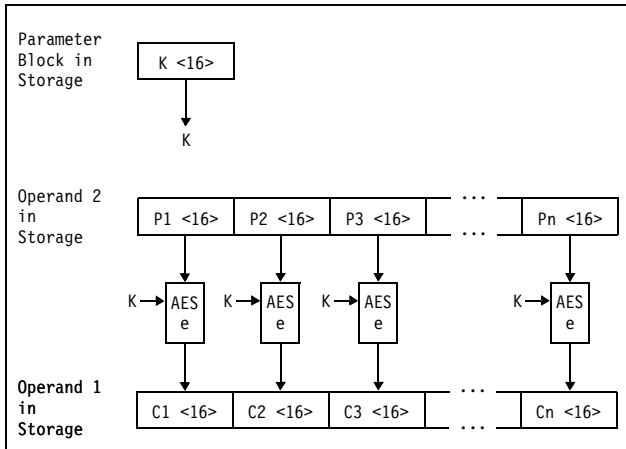 Parameter
Block in
Storage
K <16>
K
Operand 2
in
Storage
...
P1 <16> P2 <16> P3 <16> Pn <16>
...
K AES e K AES e K AES e K AES e
Operand 1
in
Storage
...
C1 <16> C2 <16> C3 <16> Cn <16>
...